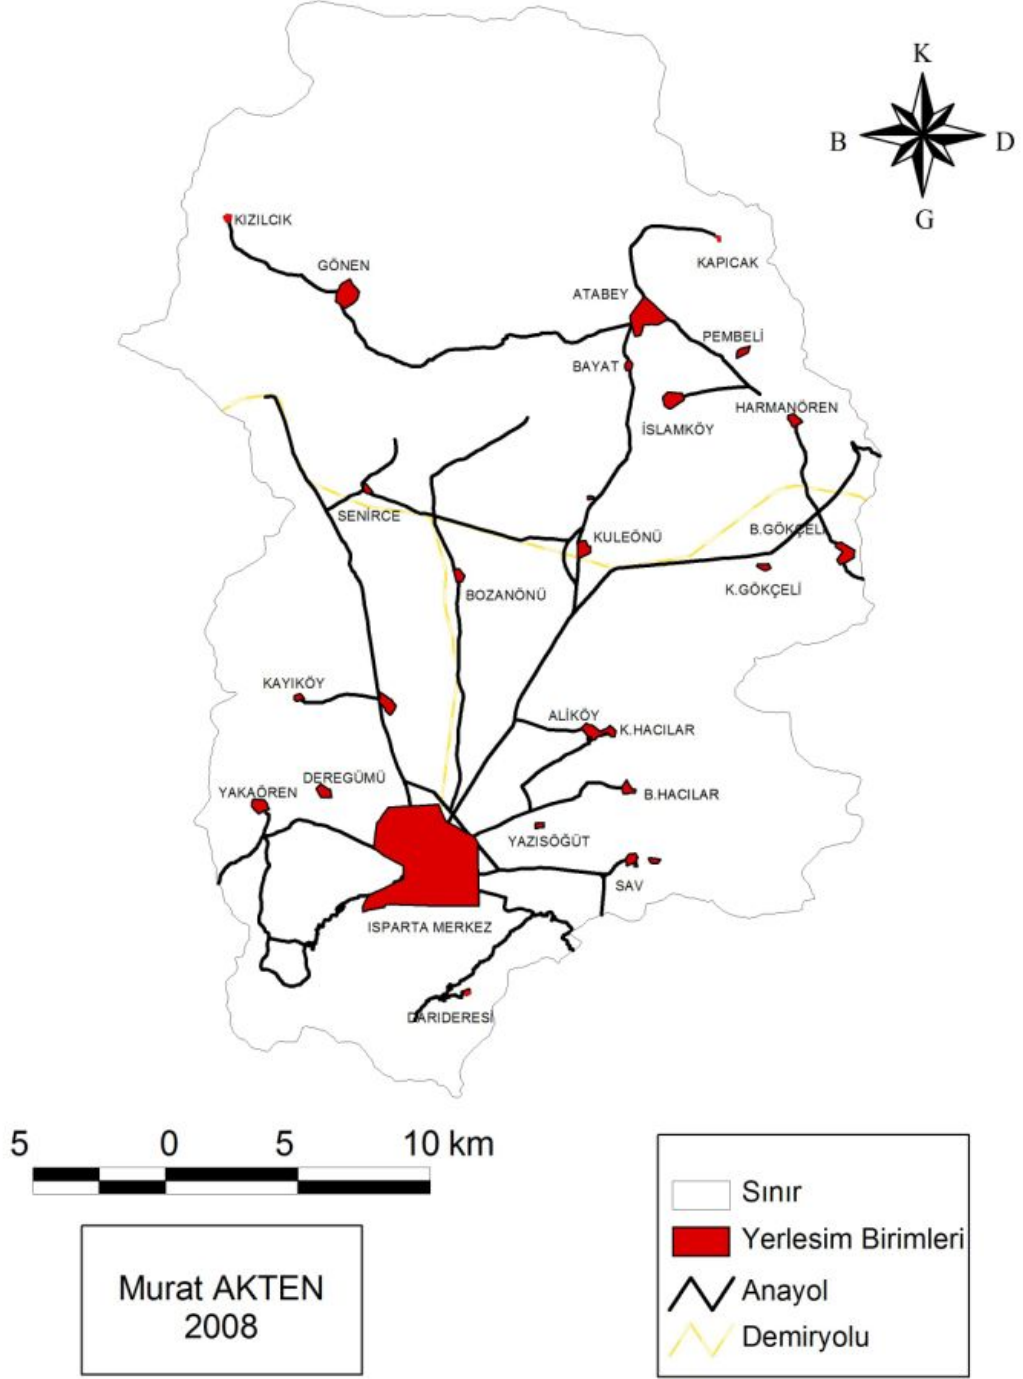 K
B
D
G
KIZILCIK
GÖNEN
KAPICAK
ATABEY
PEMBELİ
BAYAT
HARMANÖREN
İSLAMKÖY
SENİRCE
B.GÖKÇELİ
KULEÖNÜ
K.GÖKÇELİ
BOZANÖNÜ
KAYIKÖY
ALİKÖY
K.HACILAR
DEREGÜMÜ
YAKAÖREN
B.HACILAR
YAZISÖĞÜT
SAV
ISPARTA MERKEZ
DARIDERESİ
5 0 5 10 km
Murat AKTEN
2008
Sınır
Yerlesim Birimleri
Anayol
Demiryolu